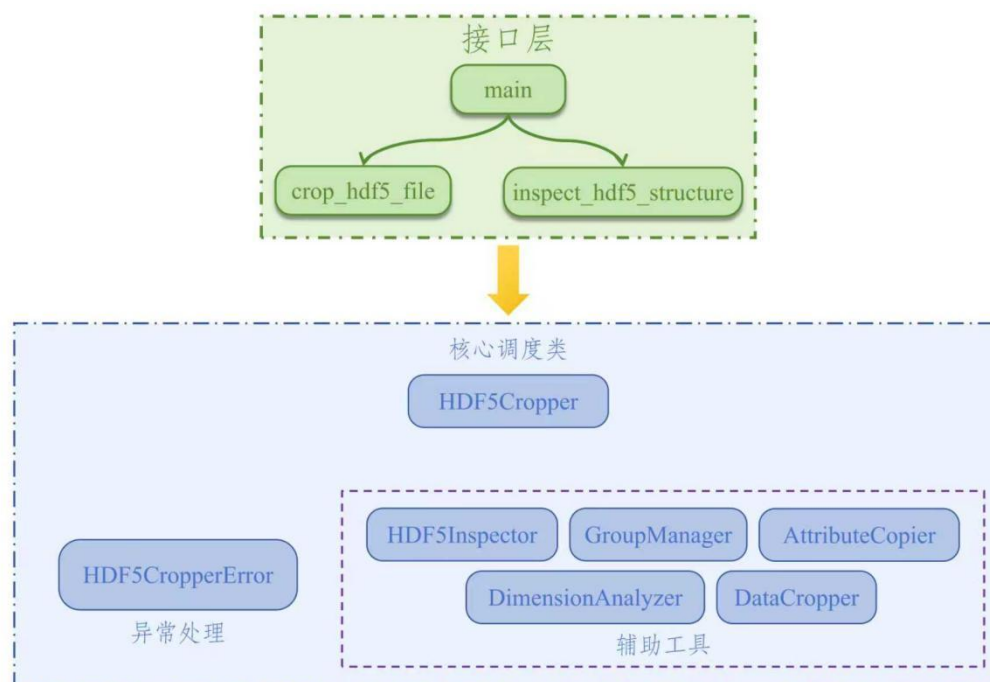 接口层
main
crop_hdf5_file
inspect_hdf5_structure
核心调度类
HDF5Cropper
HDF5Inspector
GroupManager
AttributeCopier
HDF5CropperError
DimensionAnalyzer
DataCropper
异常处理
辅助工具